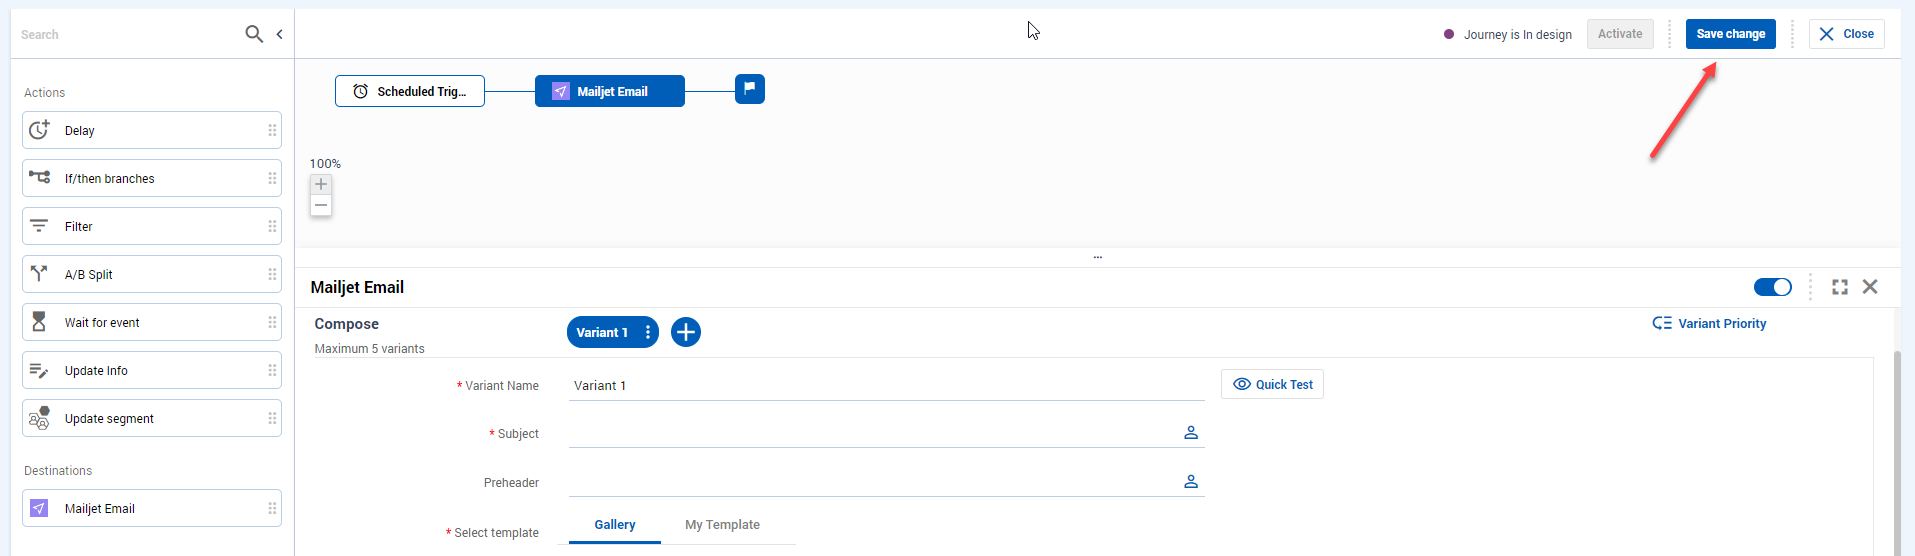 Search
Journey is In design
Activate
Save change
Close
Actions
Delay
If/then branches
Filter
A/B Split
Wait for event
Update Info
Update segment
Destinations
Mailjet Email
Scheduled Trig...
Mailjet Email
100%
...
Mailjet Email
Compose
Maximum 5 variants
Variant 1
Variant Priority
* Variant Name
Variant 1
Quick Test
* Subject
Preheader
* Select template
Gallery
My Template